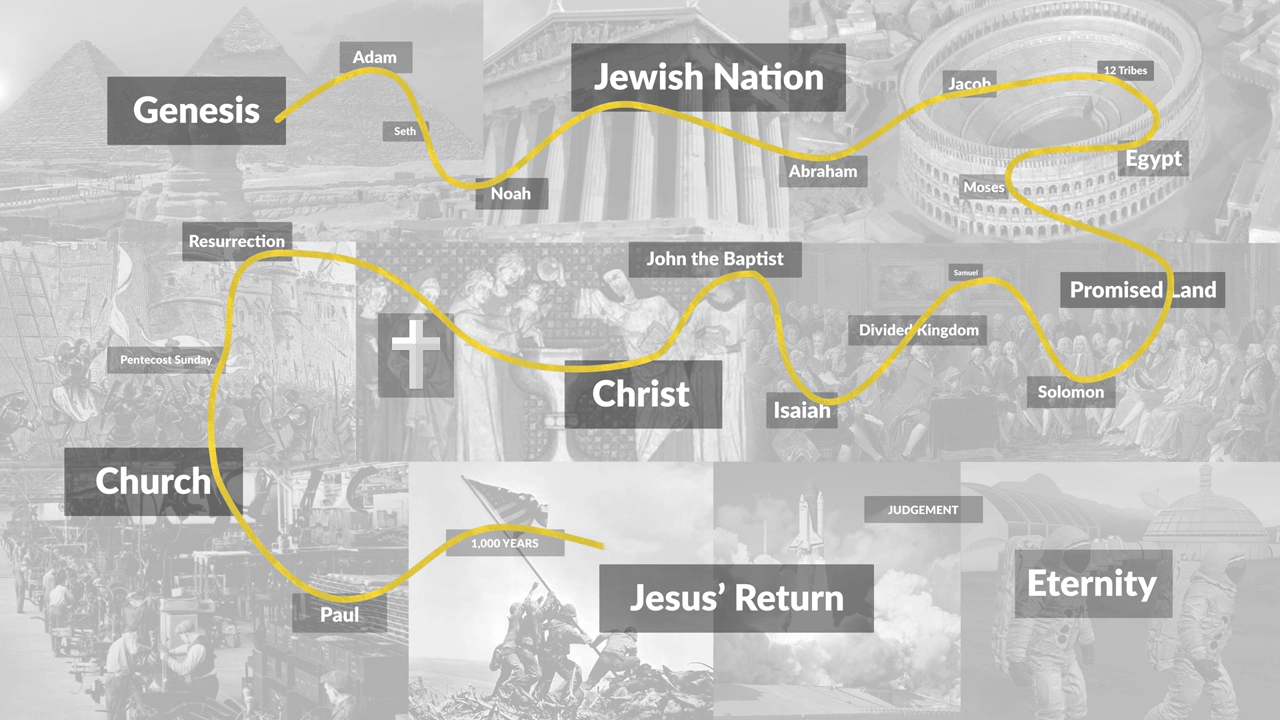 Genesis
Adam
Seth
Noah
Jewish Nation
Abraham
Jacob
12 Tribes
Egypt
Moses
Promised Land
Solomon
Samuel
Divided Kingdom
Isaiah
John the Baptist
Christ
Resurrection
Pentecost Sunday
Church
Paul
1,000 YEARS
Jesus’ Return
JUDGEMENT
Eternity